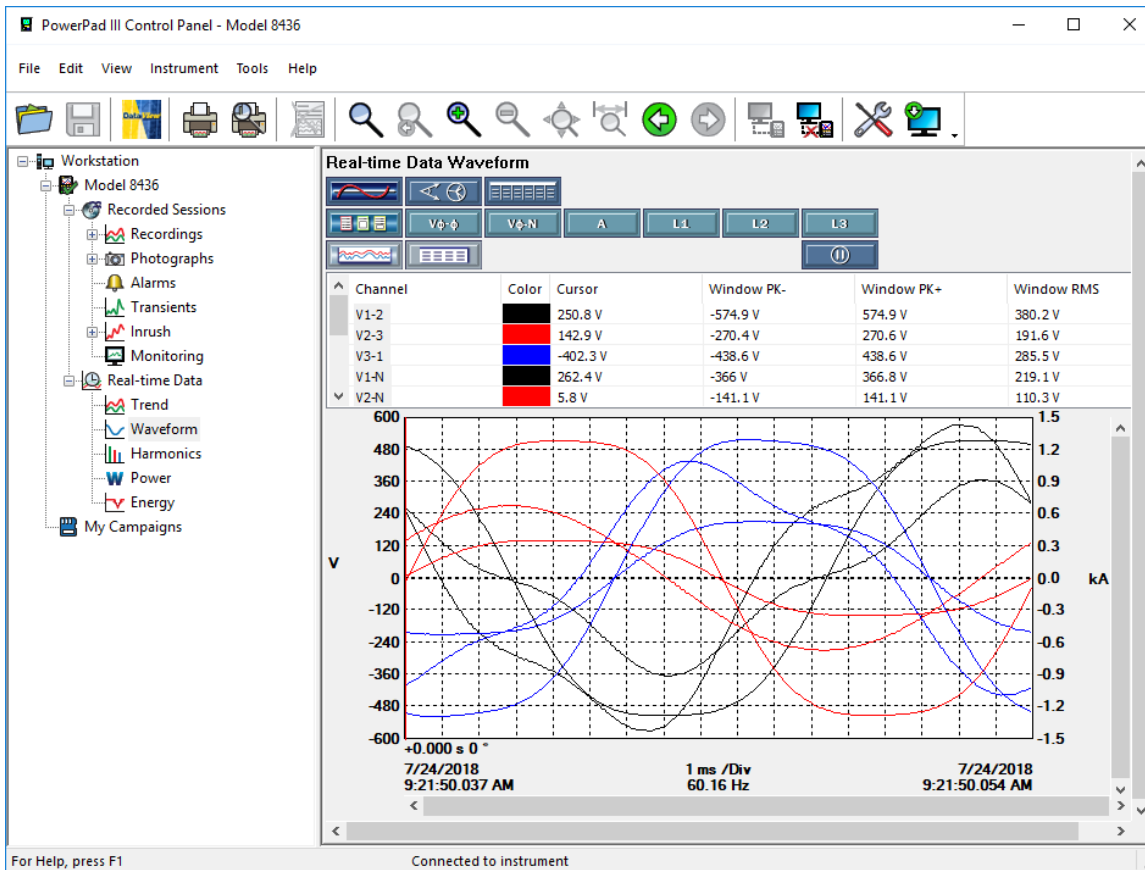 PowerPad III Control Panel - Model 8436
File Edit View Instrument Tools Help
Data View
Workstation
Model 8436
Recorded Sessions
Recordings
Photographs
Alarms
Transients
Inrush
Monitoring
Real-time Data
Trend
Waveform
Harmonics
W Power
Energy
My Campaigns
Real-time Data Waveform
Vϕ-ϕ Vϕ-N A L1 L2 L3
Channel Color Cursor Window PK- Window PK+ Window RMS
V1-2 250.8 V -574.9 V 574.9 V 380.2 V
V2-3 142.9 V -270.4 V 270.6 V 191.6 V
V3-1 -402.3 V -438.6 V 438.6 V 285.5 V
V1-N 262.4 V -366 V 366.8 V 219.1 V
V2-N 5.8 V -141.1 V 141.1 V 110.3 V
600 1.5
480 1.2
360 0.9
240 0.6
120 0.3
V 0 0.0 kA
-120 -0.3
-240 -0.6
-360 -0.9
-480 -1.2
-600 -1.5
+0.000 s 0 °
7/24/2018 1 ms /Div 7/24/2018
9:21:50.037 AM 60.16 Hz 9:21:50.054 AM
For Help, press F1 Connected to instrument